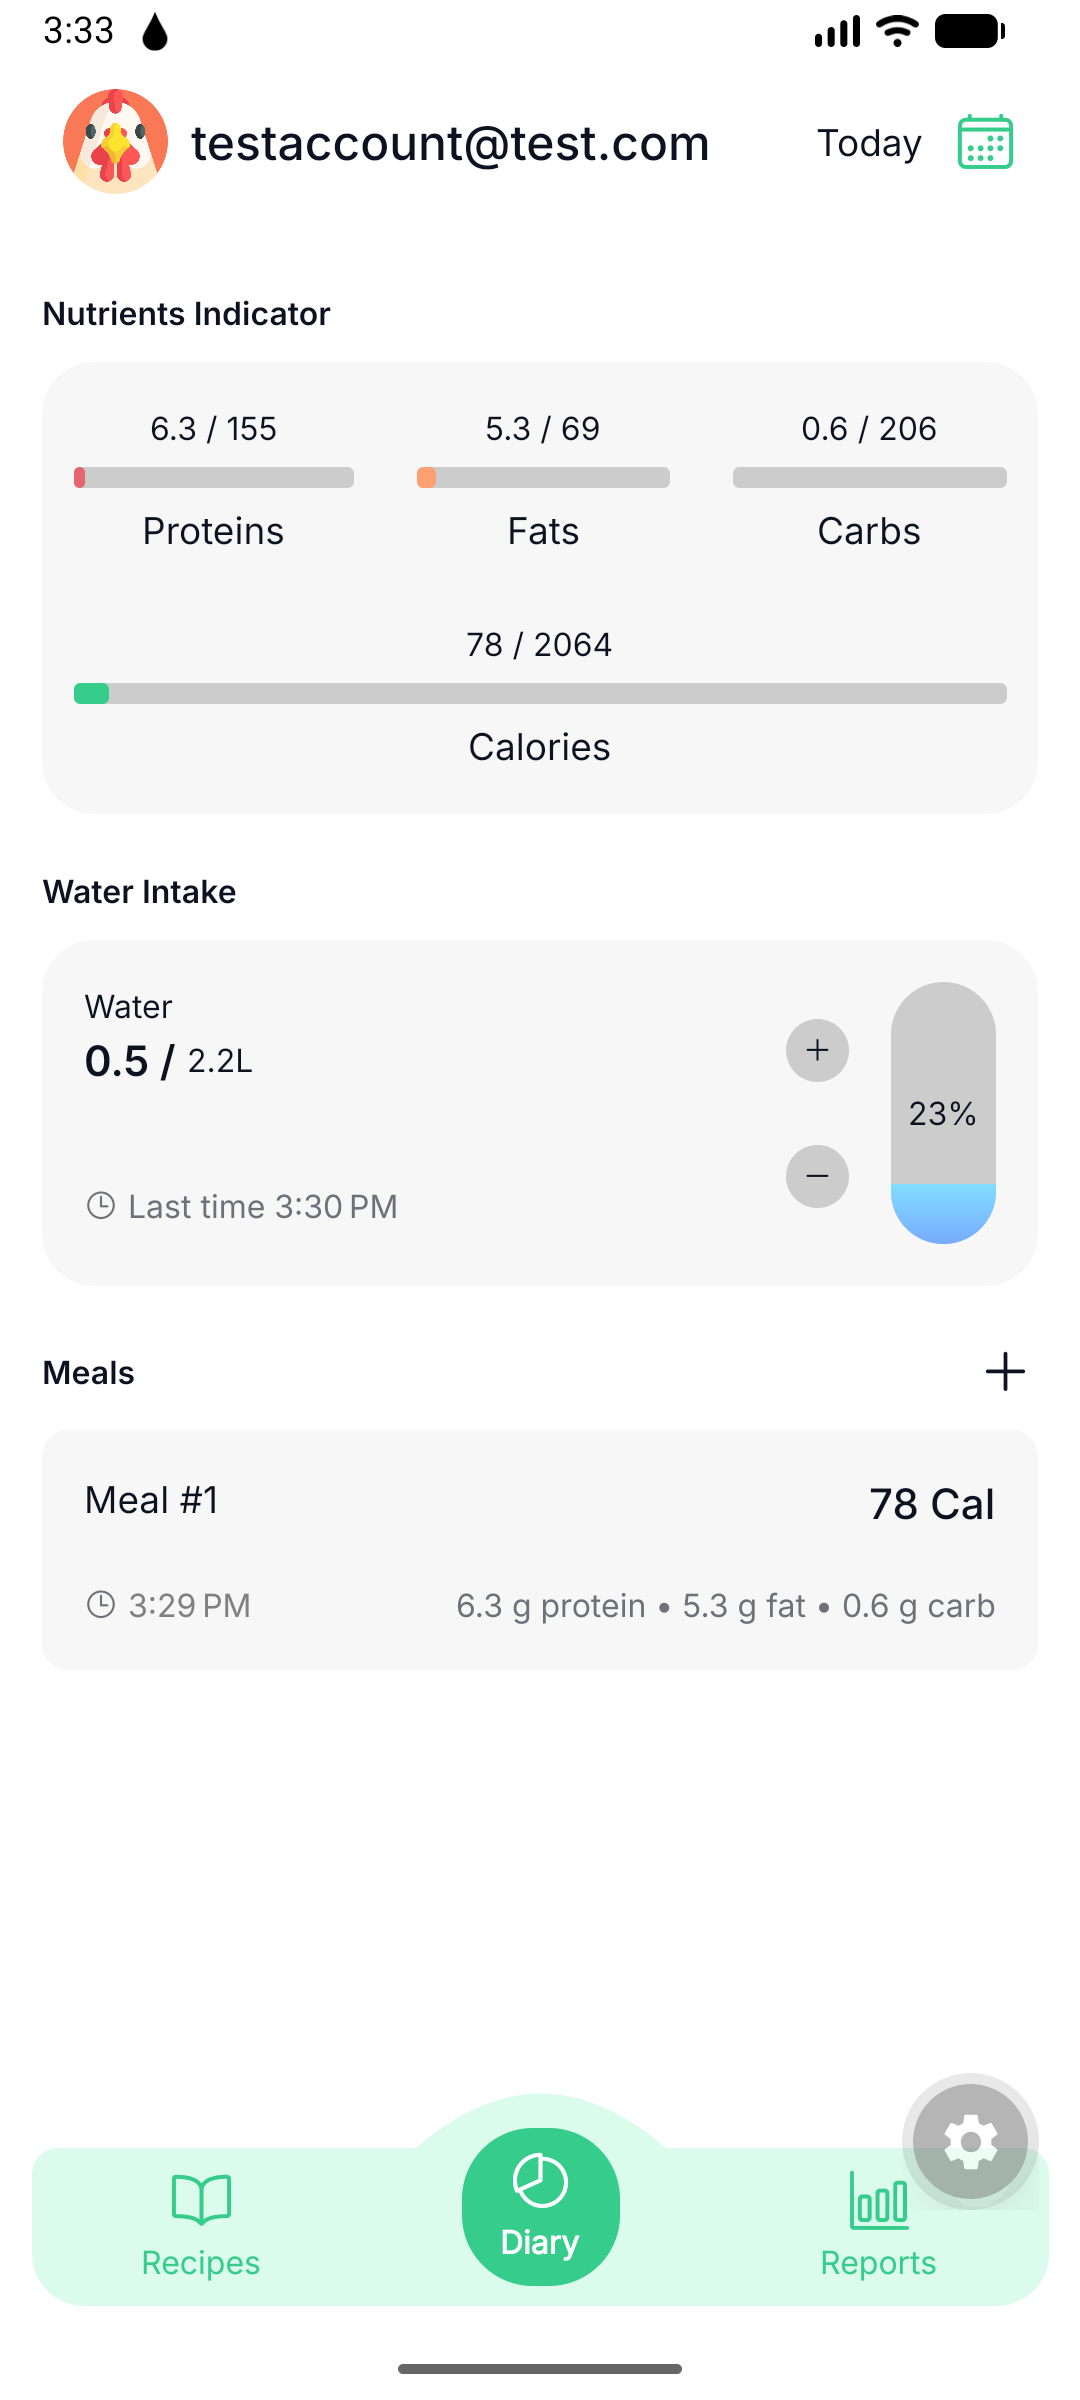 3:33
testaccount@test.com
Today
Nutrients Indicator
6.3 / 155
5.3 / 69
0.6 / 206
Proteins
Fats
Carbs
78 / 2064
Calories
Water Intake
Water
0.5 / 2.2L
23%
Last time 3:30 PM
Meals
Meal #1
78 Cal
3:29 PM
6.3 g protein • 5.3 g fat • 0.6 g carb
Recipes
Diary
Reports